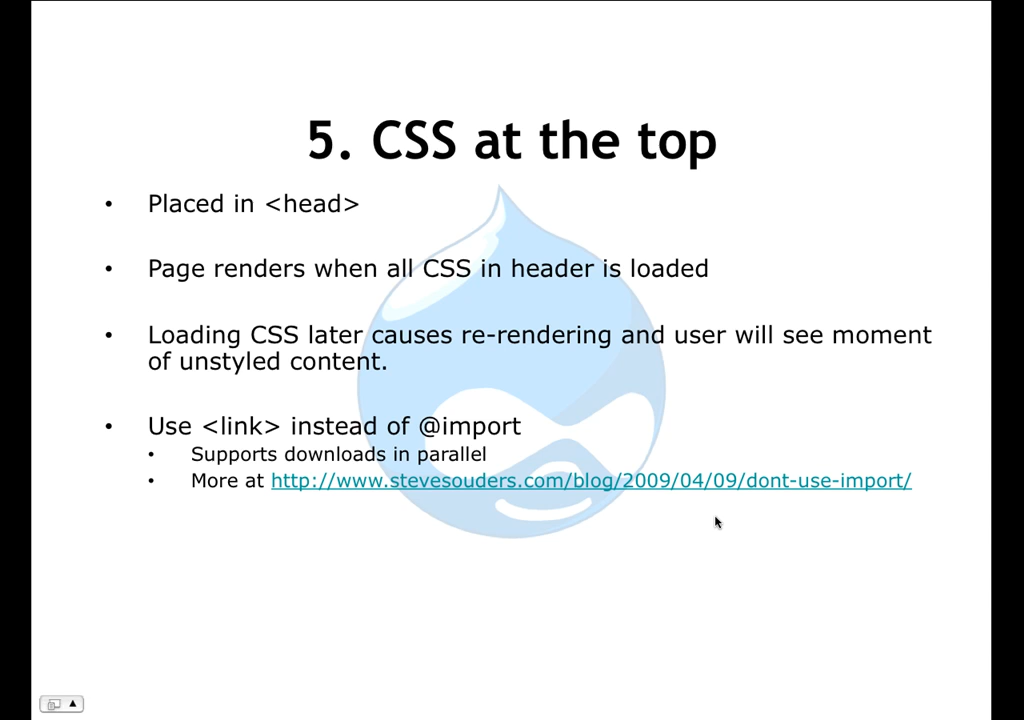 5. CSS at the top
• Placed in <head>
• Page renders when all CSS in header is loaded
• Loading CSS later causes re-rendering and user will see moment
of unstyled content.
• Use <link> instead of @import
• Supports downloads in parallel
• More at http://www.stevesouders.com/blog/2009/04/09/dont-use-import/